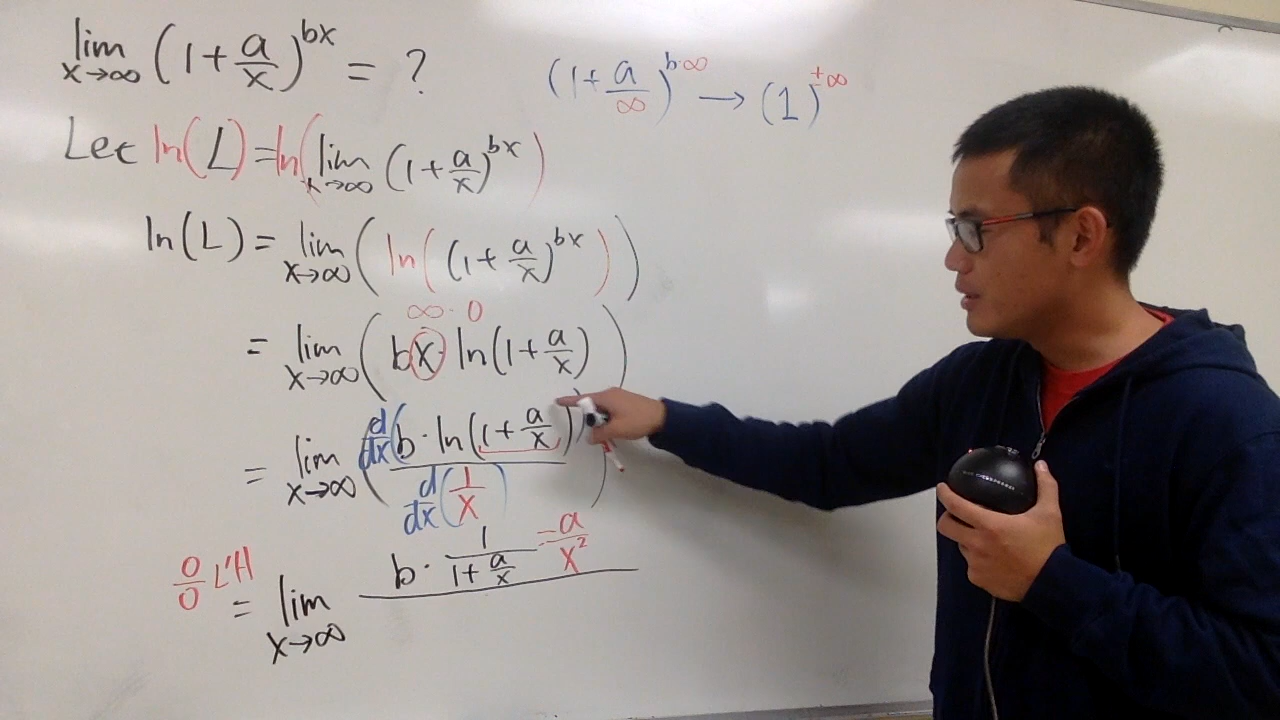 lim x→∞ (1 + a/x)^bx = ?
(1 + a/∞)^b·∞ → (1)^+∞
Let ln(L) = ln(lim x→∞ (1 + a/x)^bx)
ln(L) = lim x→∞ (ln((1 + a/x)^bx))
∞ · 0
= lim x→∞ (bx · ln(1 + a/x))
= lim x→∞ (d/dx(b · ln(1 + a/x)) / d/dx(1/x))
0/0 L'H
= lim x→∞ b · 1/(1 + a/x) · −a/x²